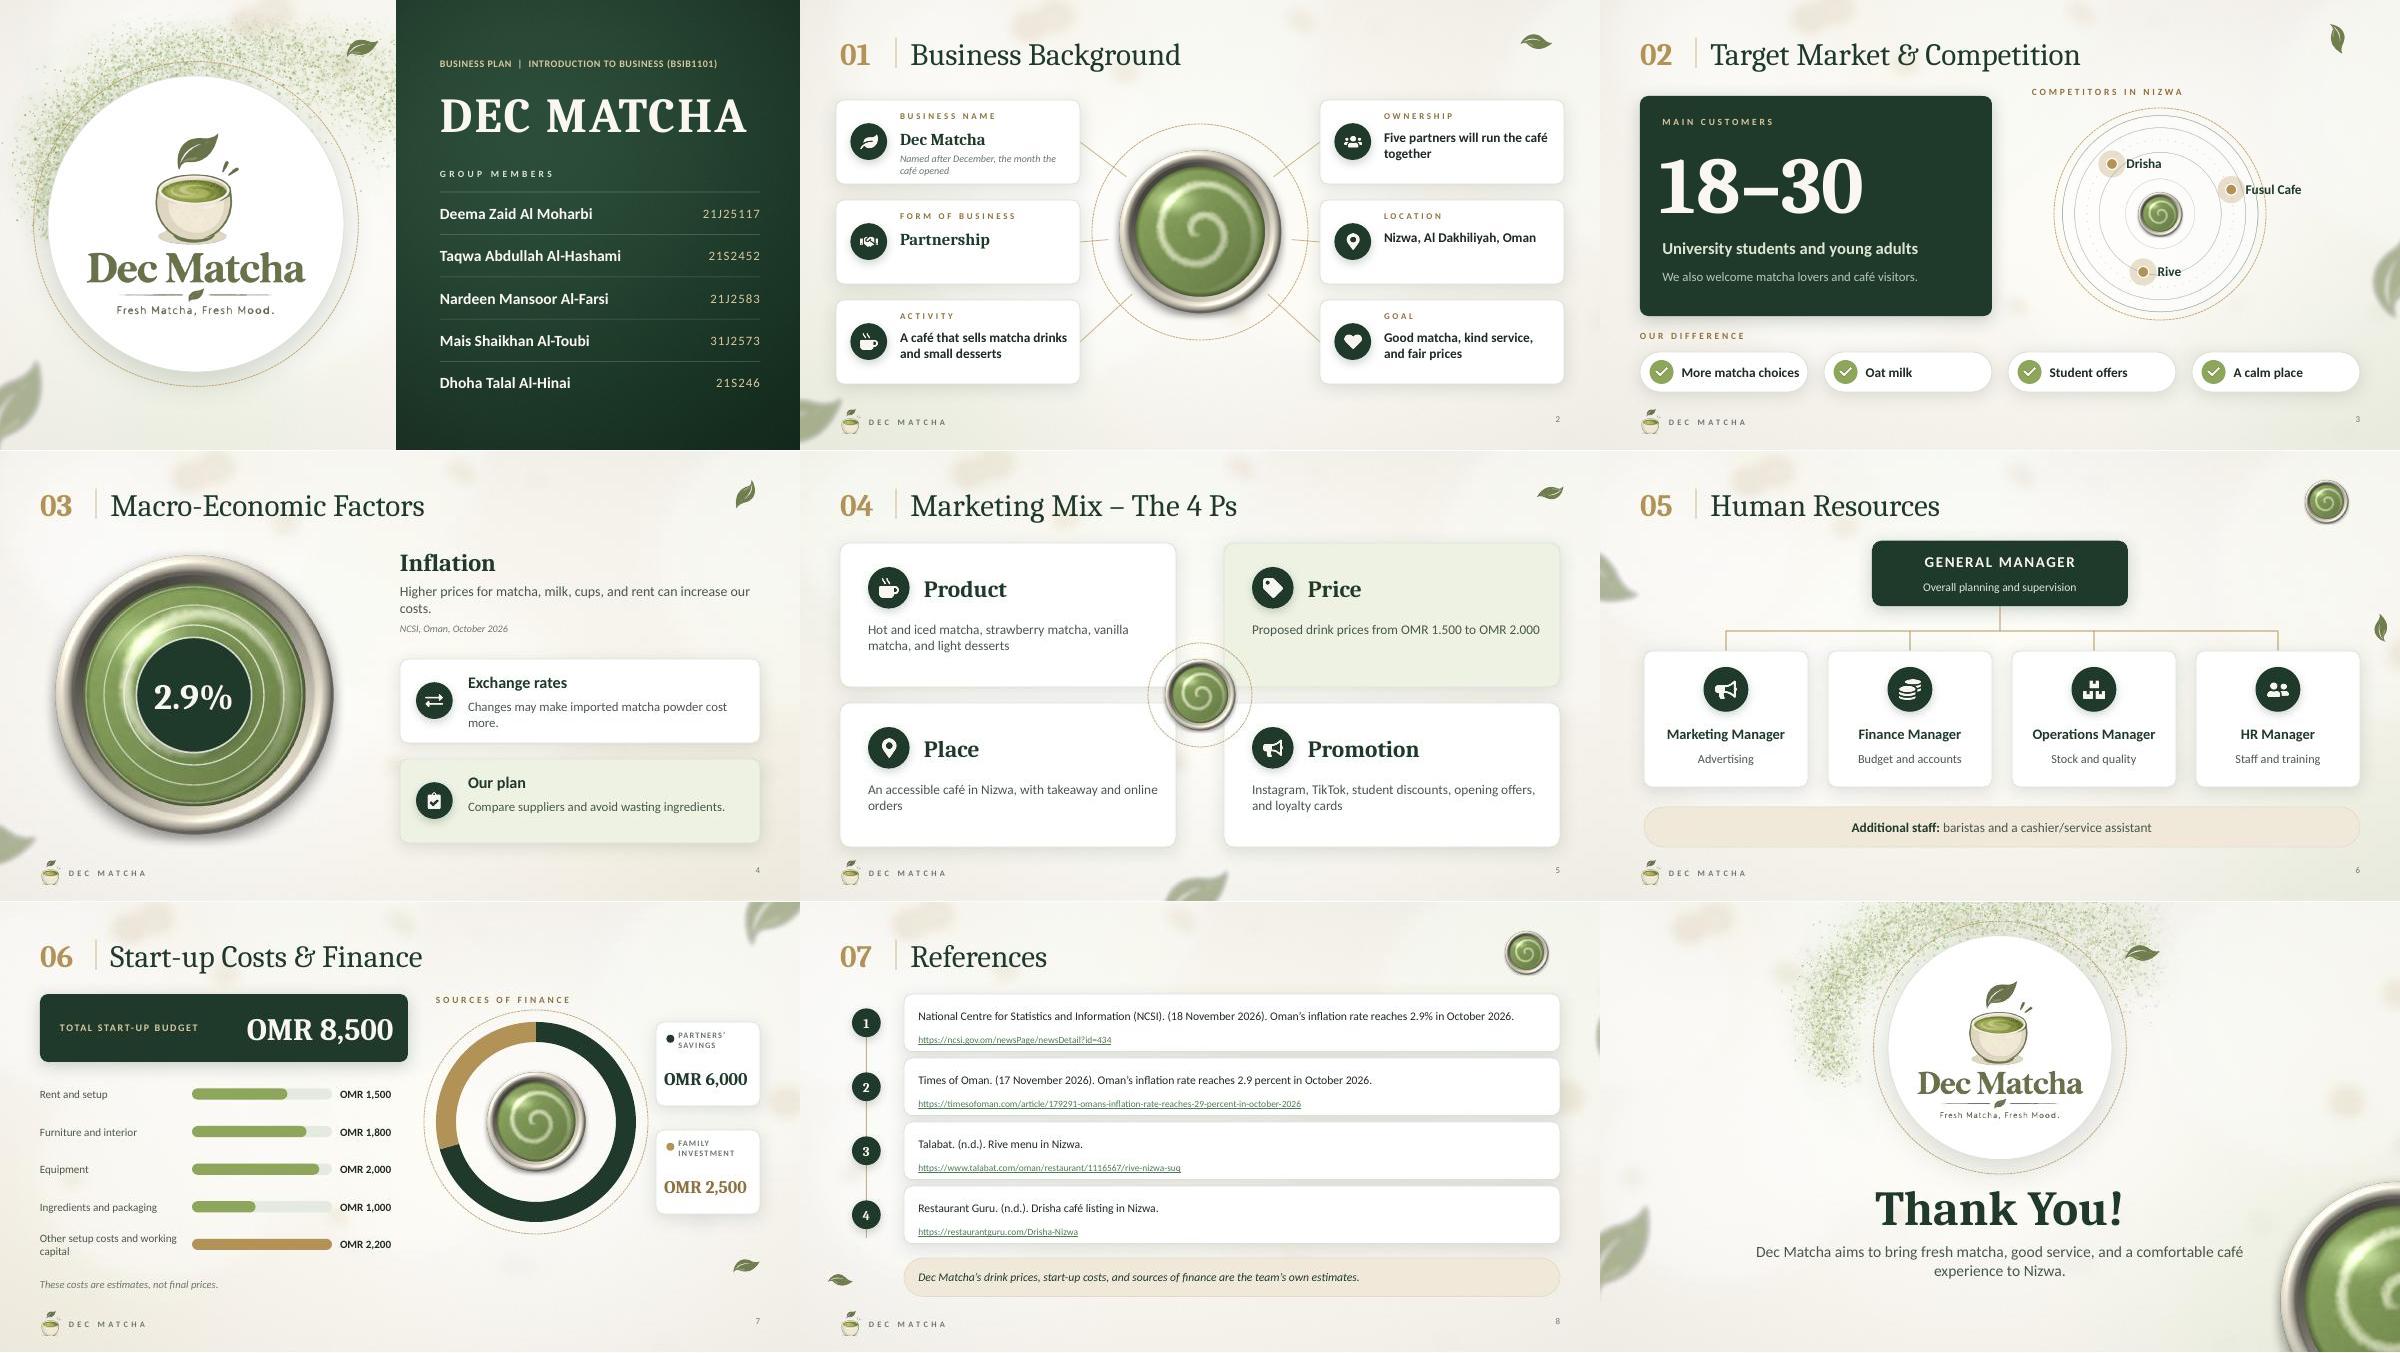 Dec Matcha
Fresh Matcha, Fresh Mood.
BUSINESS PLAN | INTRODUCTION TO BUSINESS (BSIB1101)
DEC MATCHA
GROUP MEMBERS
Deema Zaid Al Moharbi 21J25117
Taqwa Abdullah Al-Hashami 21S2452
Nardeen Mansoor Al-Farsi 21J2583
Mais Shaikhan Al-Toubi 31J2573
Dhoha Talal Al-Hinai 21S246
01 Business Background
BUSINESS NAME
Dec Matcha
Named after December, the month the
café opened
FORM OF BUSINESS
Partnership
ACTIVITY
A café that sells matcha drinks
and small desserts
OWNERSHIP
Five partners will run the café
together
LOCATION
Nizwa, Al Dakhiliyah, Oman
GOAL
Good matcha, kind service,
and fair prices
DEC MATCHA
2
02 Target Market & Competition
MAIN CUSTOMERS
18–30
University students and young adults
We also welcome matcha lovers and café visitors.
COMPETITORS IN NIZWA
Drisha
Fusul Cafe
Rive
OUR DIFFERENCE
More matcha choices
Oat milk
Student offers
A calm place
DEC MATCHA
3
03 Macro-Economic Factors
2.9%
Inflation
Higher prices for matcha, milk, cups, and rent can increase our
costs.
NCSI, Oman, October 2026
Exchange rates
Changes may make imported matcha powder cost
more.
Our plan
Compare suppliers and avoid wasting ingredients.
DEC MATCHA
4
04 Marketing Mix – The 4 Ps
Product
Hot and iced matcha, strawberry matcha, vanilla
matcha, and light desserts
Price
Proposed drink prices from OMR 1.500 to OMR 2.000
Place
An accessible café in Nizwa, with takeaway and online
orders
Promotion
Instagram, TikTok, student discounts, opening offers,
and loyalty cards
DEC MATCHA
5
05 Human Resources
GENERAL MANAGER
Overall planning and supervision
Marketing Manager
Advertising
Finance Manager
Budget and accounts
Operations Manager
Stock and quality
HR Manager
Staff and training
Additional staff: baristas and a cashier/service assistant
DEC MATCHA
6
06 Start-up Costs & Finance
TOTAL START-UP BUDGET OMR 8,500
Rent and setup OMR 1,500
Furniture and interior OMR 1,800
Equipment OMR 2,000
Ingredients and packaging OMR 1,000
Other setup costs and working
capital OMR 2,200
These costs are estimates, not final prices.
SOURCES OF FINANCE
PARTNERS'
SAVINGS
OMR 6,000
FAMILY
INVESTMENT
OMR 2,500
DEC MATCHA
7
07 References
1
National Centre for Statistics and Information (NCSI). (18 November 2026). Oman's inflation rate reaches 2.9% in October 2026.
https://ncsi.gov.om/newsPage/newsDetail?id=434
2
Times of Oman. (17 November 2026). Oman's inflation rate reaches 2.9 percent in October 2026.
https://timesofoman.com/article/179291-omans-inflation-rate-reaches-29-percent-in-october-2026
3
Talabat. (n.d.). Rive menu in Nizwa.
https://www.talabat.com/oman/restaurant/1116567/rive-nizwa-suq
4
Restaurant Guru. (n.d.). Drisha café listing in Nizwa.
https://restaurantguru.com/Drisha-Nizwa
Dec Matcha's drink prices, start-up costs, and sources of finance are the team's own estimates.
DEC MATCHA
8
Dec Matcha
Fresh Matcha, Fresh Mood.
Thank You!
Dec Matcha aims to bring fresh matcha, good service, and a comfortable café
experience to Nizwa.